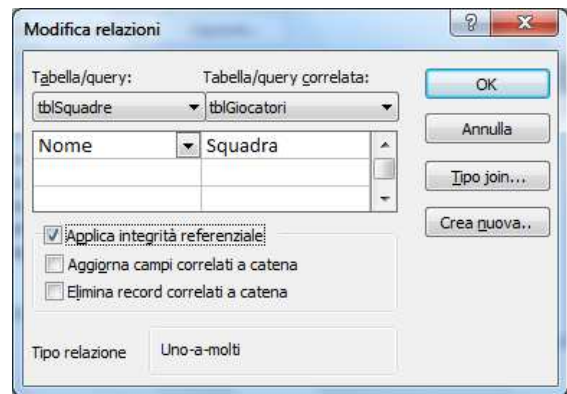 Modifica relazioni
Tabella/query: Tabella/query correlata:
tblSquadre tblGiocatori
Nome Squadra
Applica integrità referenziale
Aggiorna campi correlati a catena
Elimina record correlati a catena
Tipo relazione Uno-a-molti
OK
Annulla
Tipo join...
Crea nuova..